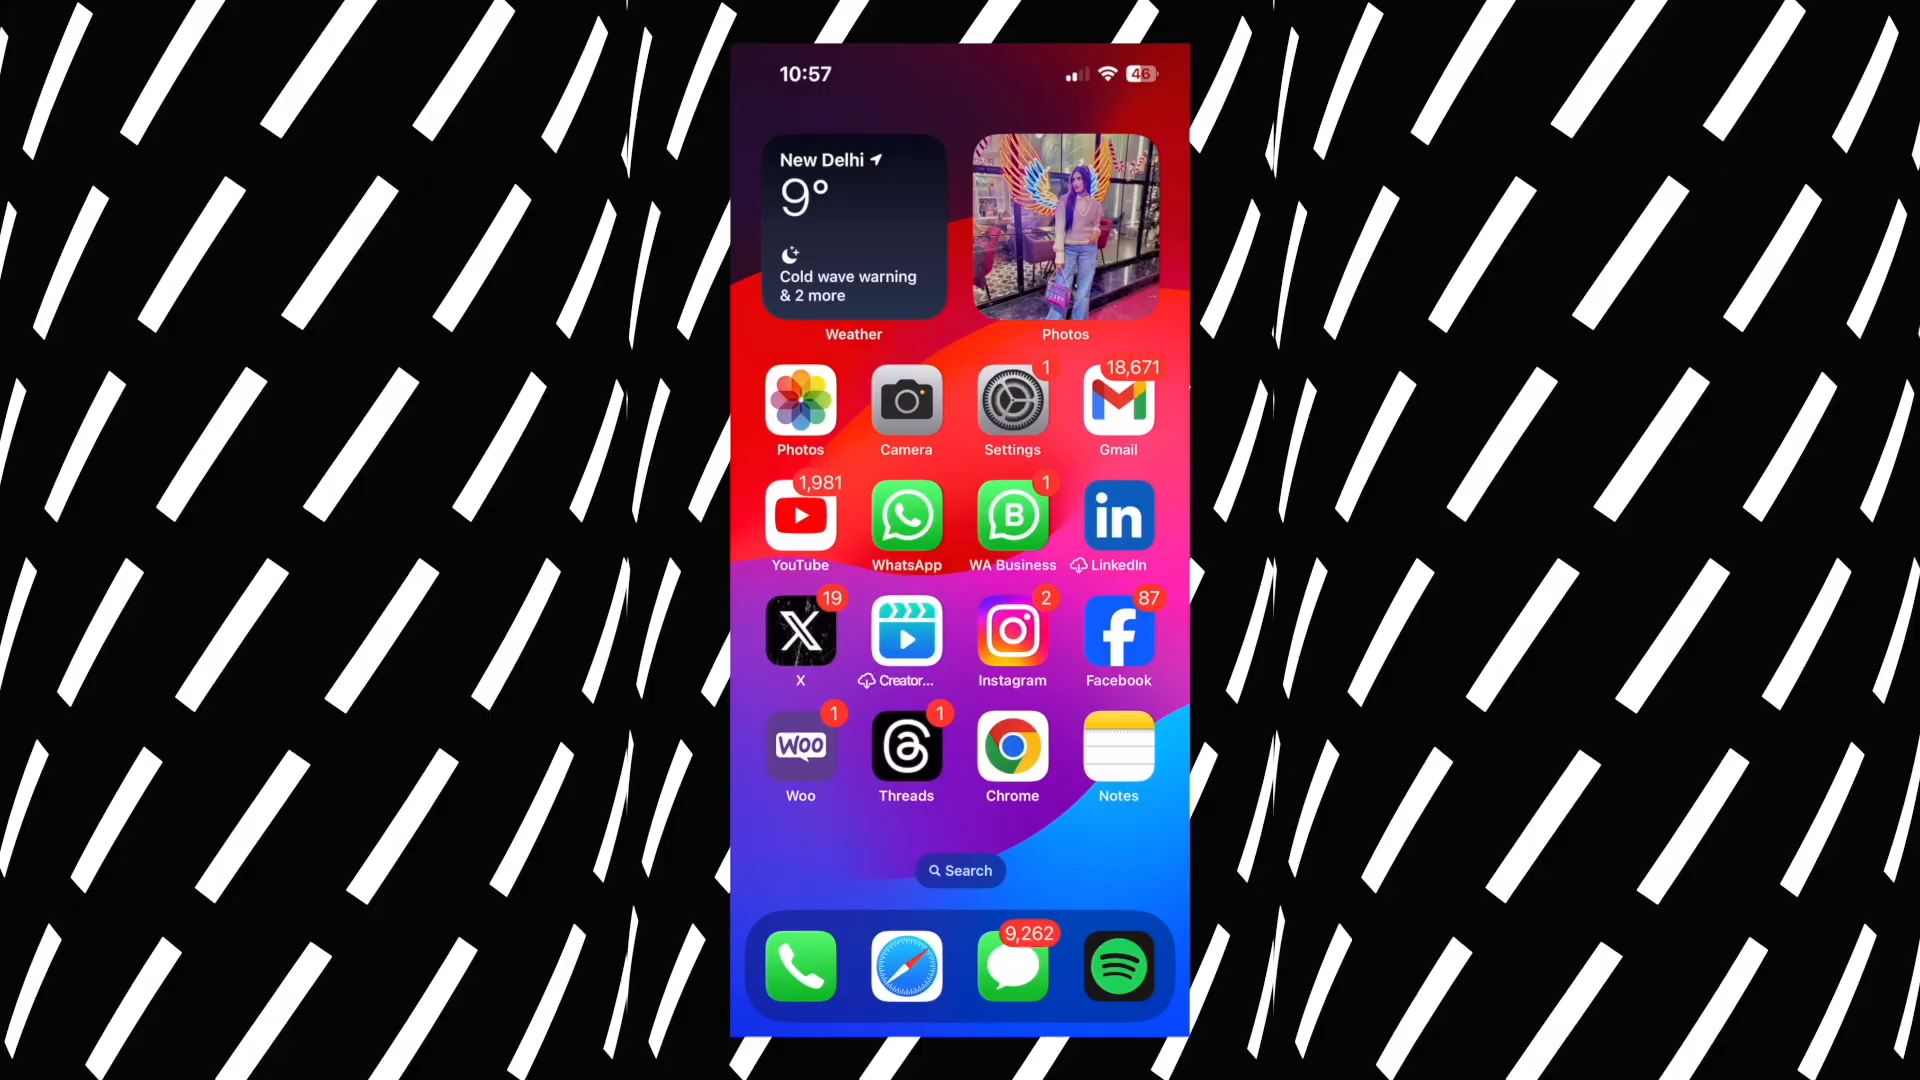 10:57
46
New Delhi
9°
Cold wave warning
& 2 more
Weather
Photos
1
18,671
Photos
Camera
Settings
Gmail
1,981
1
B
in
YouTube
WhatsApp
WA Business
LinkedIn
19
2
87
X
Creator...
Instagram
Facebook
1
1
Woo
Woo
Threads
Chrome
Notes
Search
9,262